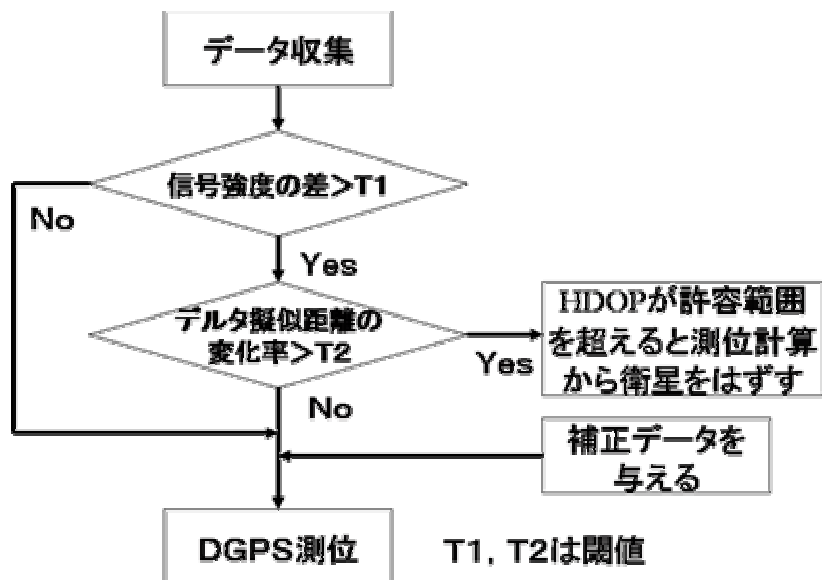 データ収集
信号強度の差>T1
No
Yes
デルタ擬似距離の
変化率>T2
Yes
HDOPが許容範囲
を超えると測位計算
から衛星をはずす
No
補正データを
与える
DGPS測位
T1, T2は閾値